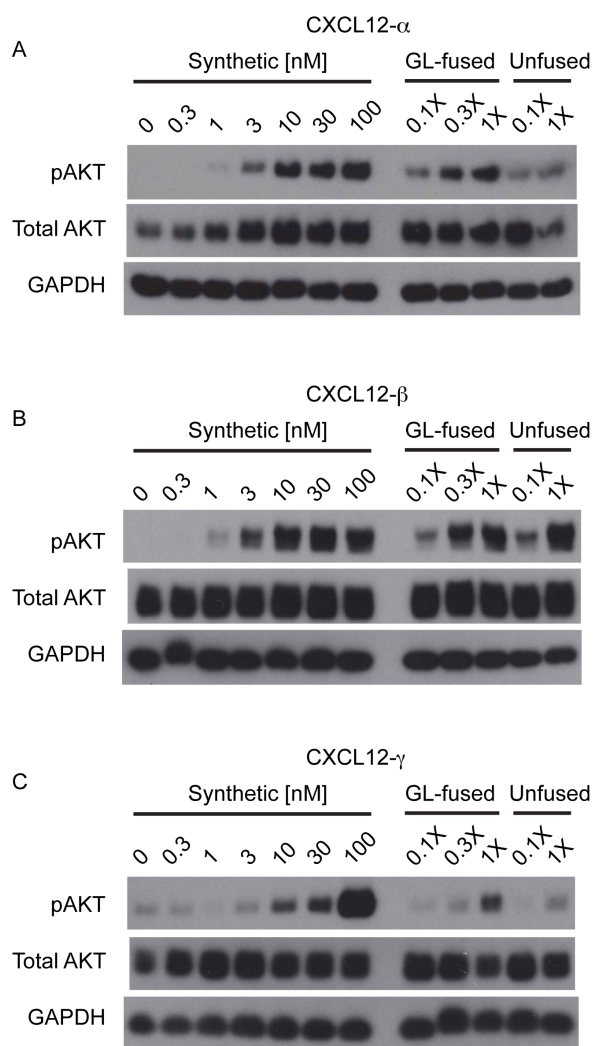 CXCL12-α
A
Synthetic [nM] GL-fused Unfused
0 0.3 1 3 10 30 100 0.1X 0.3X 1X 0.1X 1X
pAKT
Total AKT
GAPDH
CXCL12-β
B
Synthetic [nM] GL-fused Unfused
0 0.3 1 3 10 30 100 0.1X 0.3X 1X 0.1X 1X
pAKT
Total AKT
GAPDH
CXCL12-γ
C
Synthetic [nM] GL-fused Unfused
0 0.3 1 3 10 30 100 0.1X 0.3X 1X 0.1X 1X
pAKT
Total AKT
GAPDH